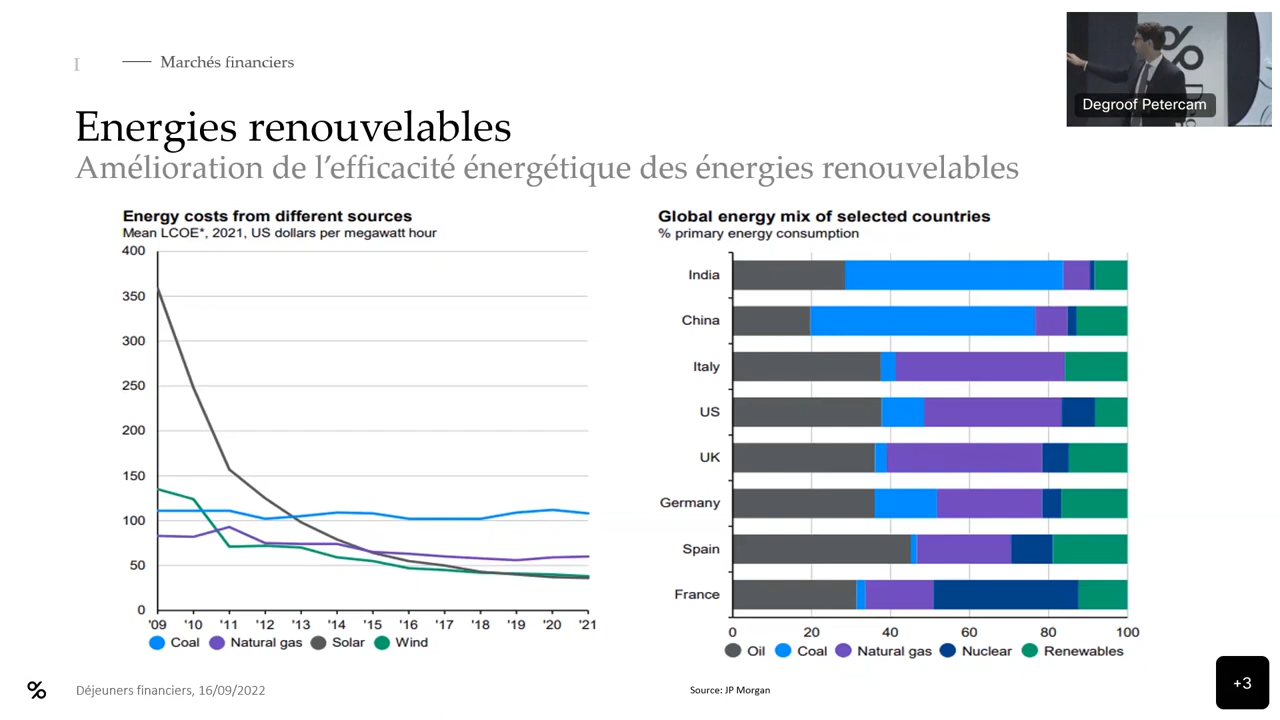 I
Marchés financiers
Degroof Petercam
Energies renouvelables
Amélioration de l’efficacité énergétique des énergies renouvelables
Energy costs from different sources
Mean LCOE*, 2021, US dollars per megawatt hour
400
350
300
250
200
150
100
50
0
'09 '10 '11 '12 '13 '14 '15 '16 '17 '18 '19 '20 '21
Coal Natural gas Solar Wind
Global energy mix of selected countries
% primary energy consumption
India
China
Italy
US
UK
Germany
Spain
France
0 20 40 60 80 100
Oil Coal Natural gas Nuclear Renewables
Déjeuners financiers, 16/09/2022
Source: JP Morgan
+3